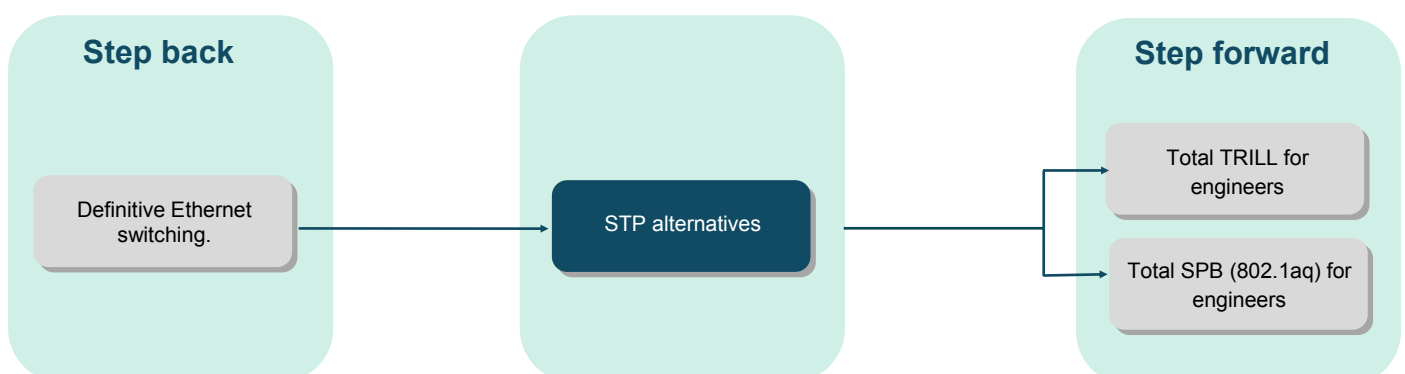 Step back
Definitive Ethernet
switching.
STP alternatives
Step forward
Total TRILL for
engineers
Total SPB (802.1aq) for
engineers